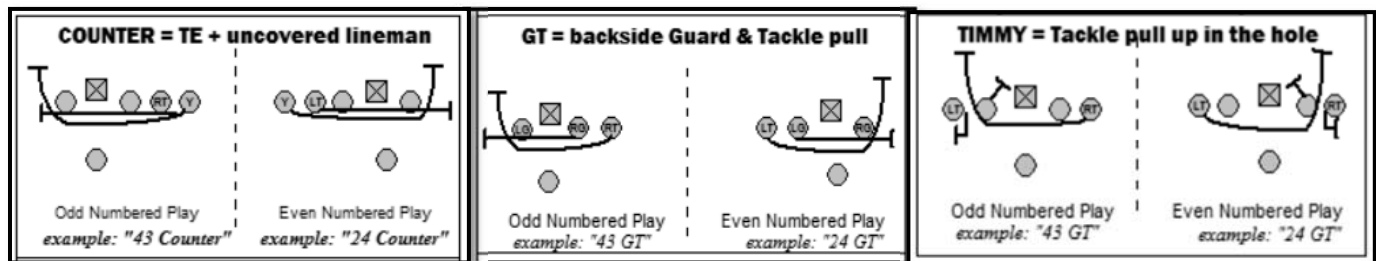 COUNTER = TE + uncovered lineman
RT Y
Y LT
Odd Numbered Play
example: "43 Counter"
Even Numbered Play
example: "24 Counter"
GT = backside Guard & Tackle pull
LG RG RT
LT LG RG
Odd Numbered Play
example: "43 GT"
Even Numbered Play
example: "24 GT"
TIMMY = Tackle pull up in the hole
LT RT
LT RT
Odd Numbered Play
example: "43 GT"
Even Numbered Play
example: "24 GT"